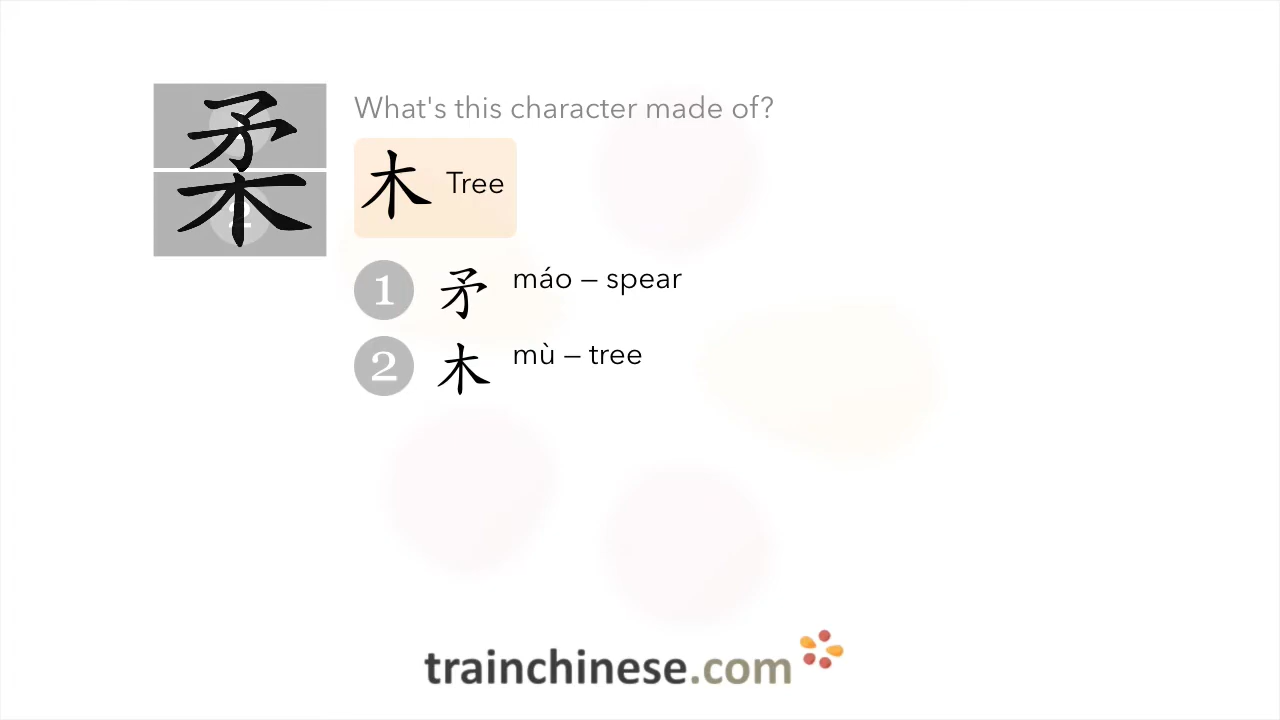 柔
What's this character made of?
木 Tree
1 矛 máo – spear
2 木 mù – tree
trainchinese.com